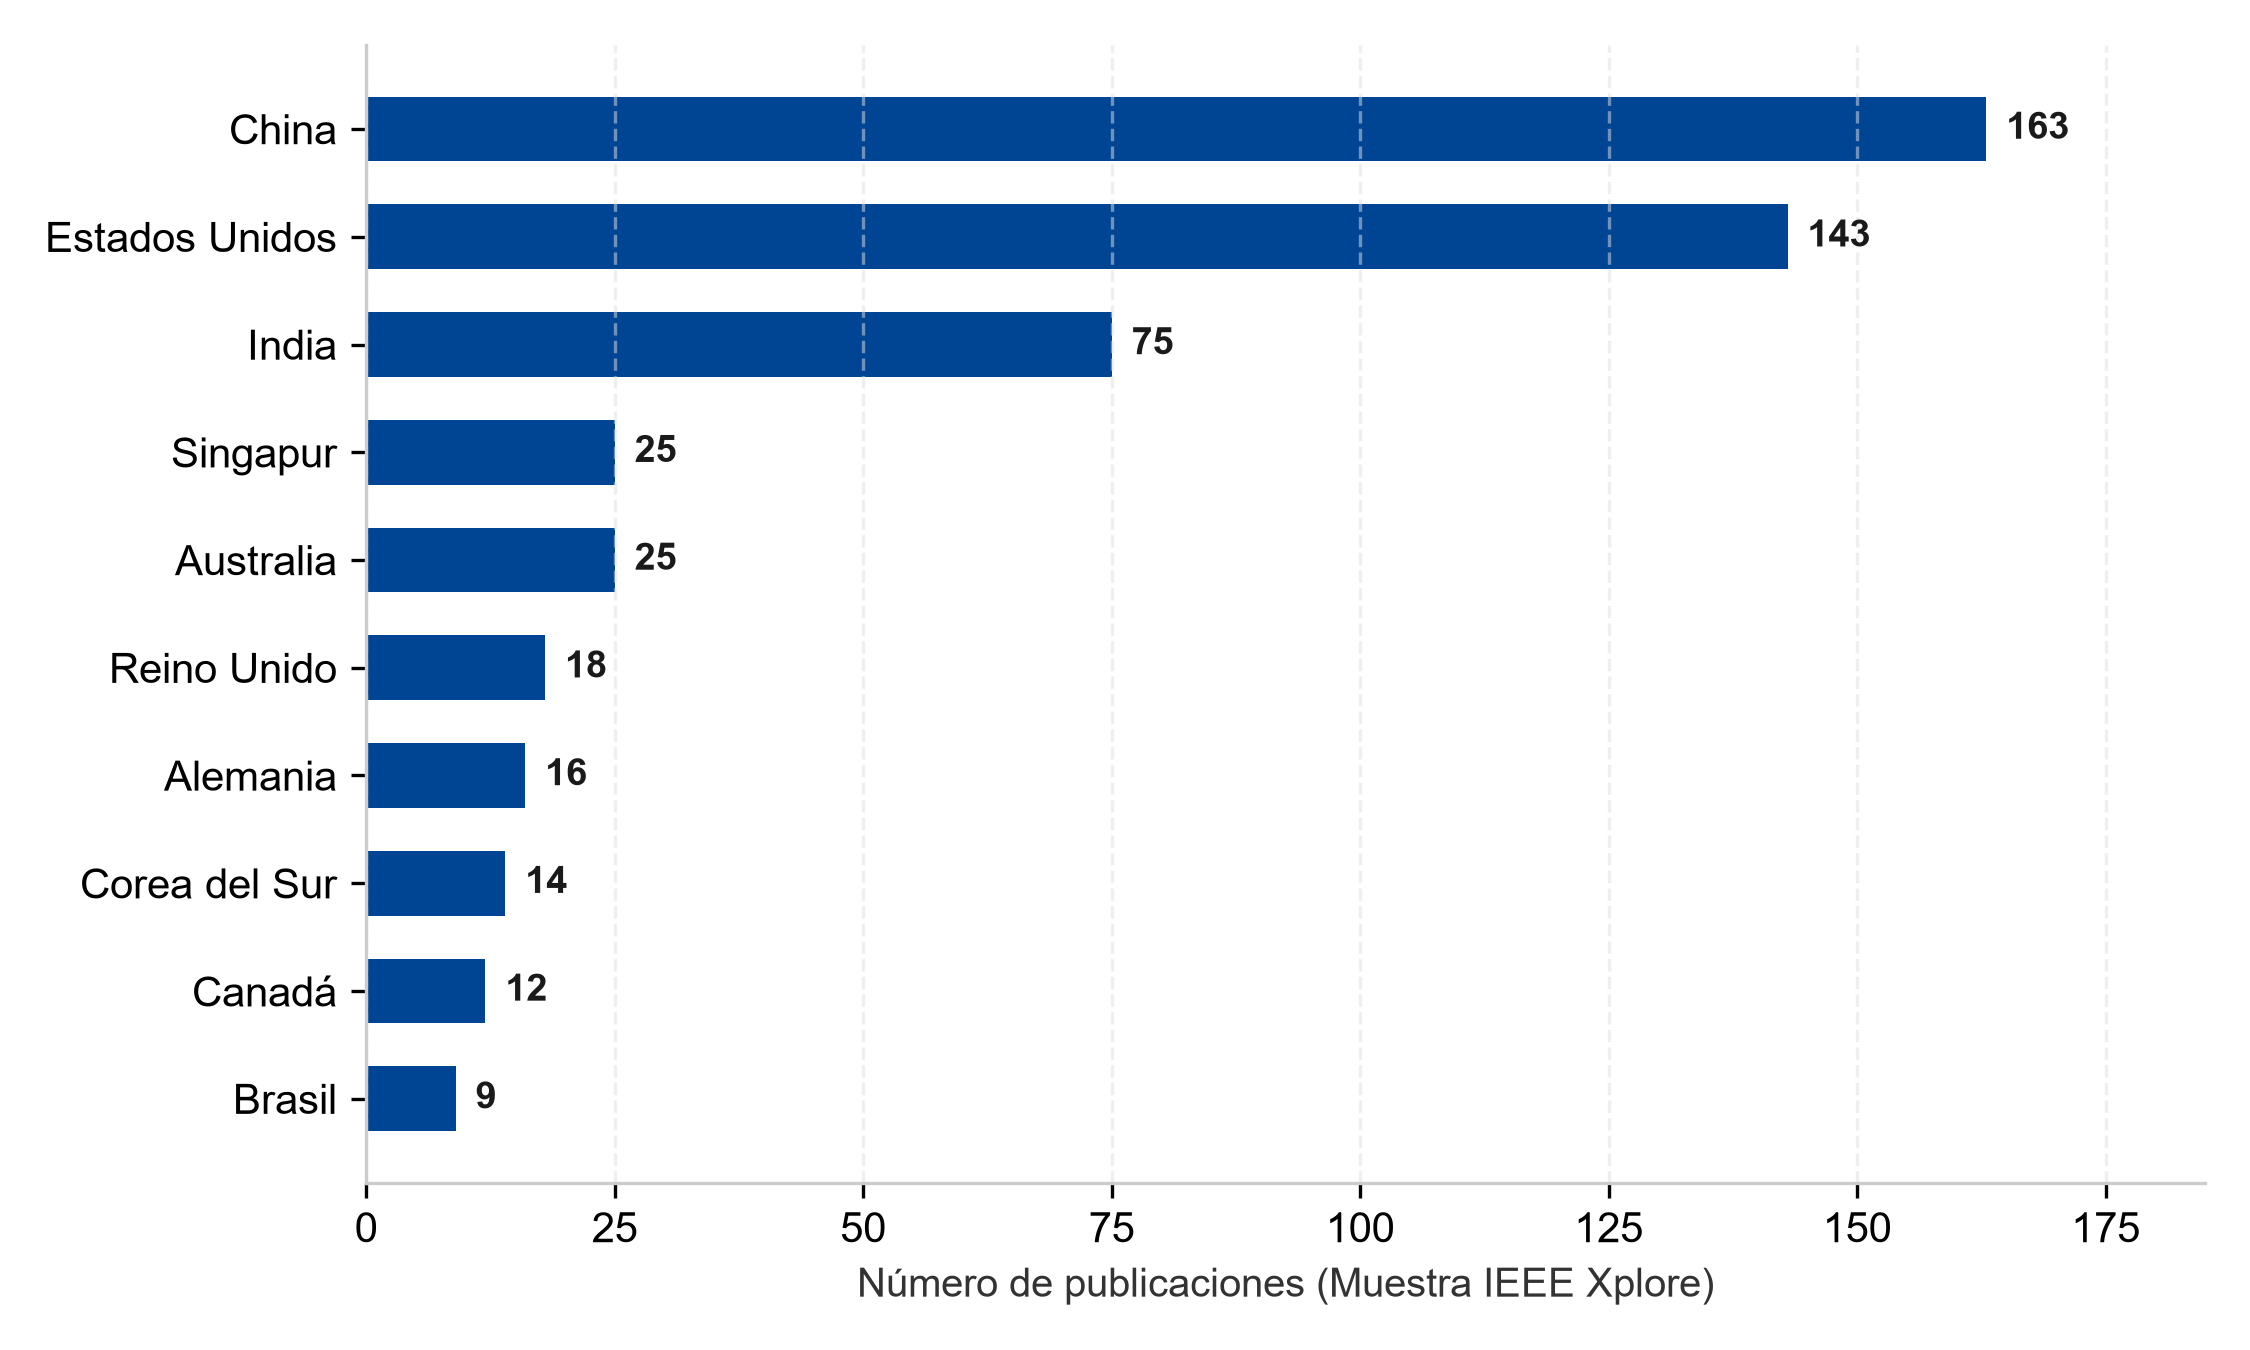 China 163
Estados Unidos 143
India 75
Singapur 25
Australia 25
Reino Unido 18
Alemania 16
Corea del Sur 14
Canadá 12
Brasil 9
0 25 50 75 100 125 150 175
Número de publicaciones (Muestra IEEE Xplore)